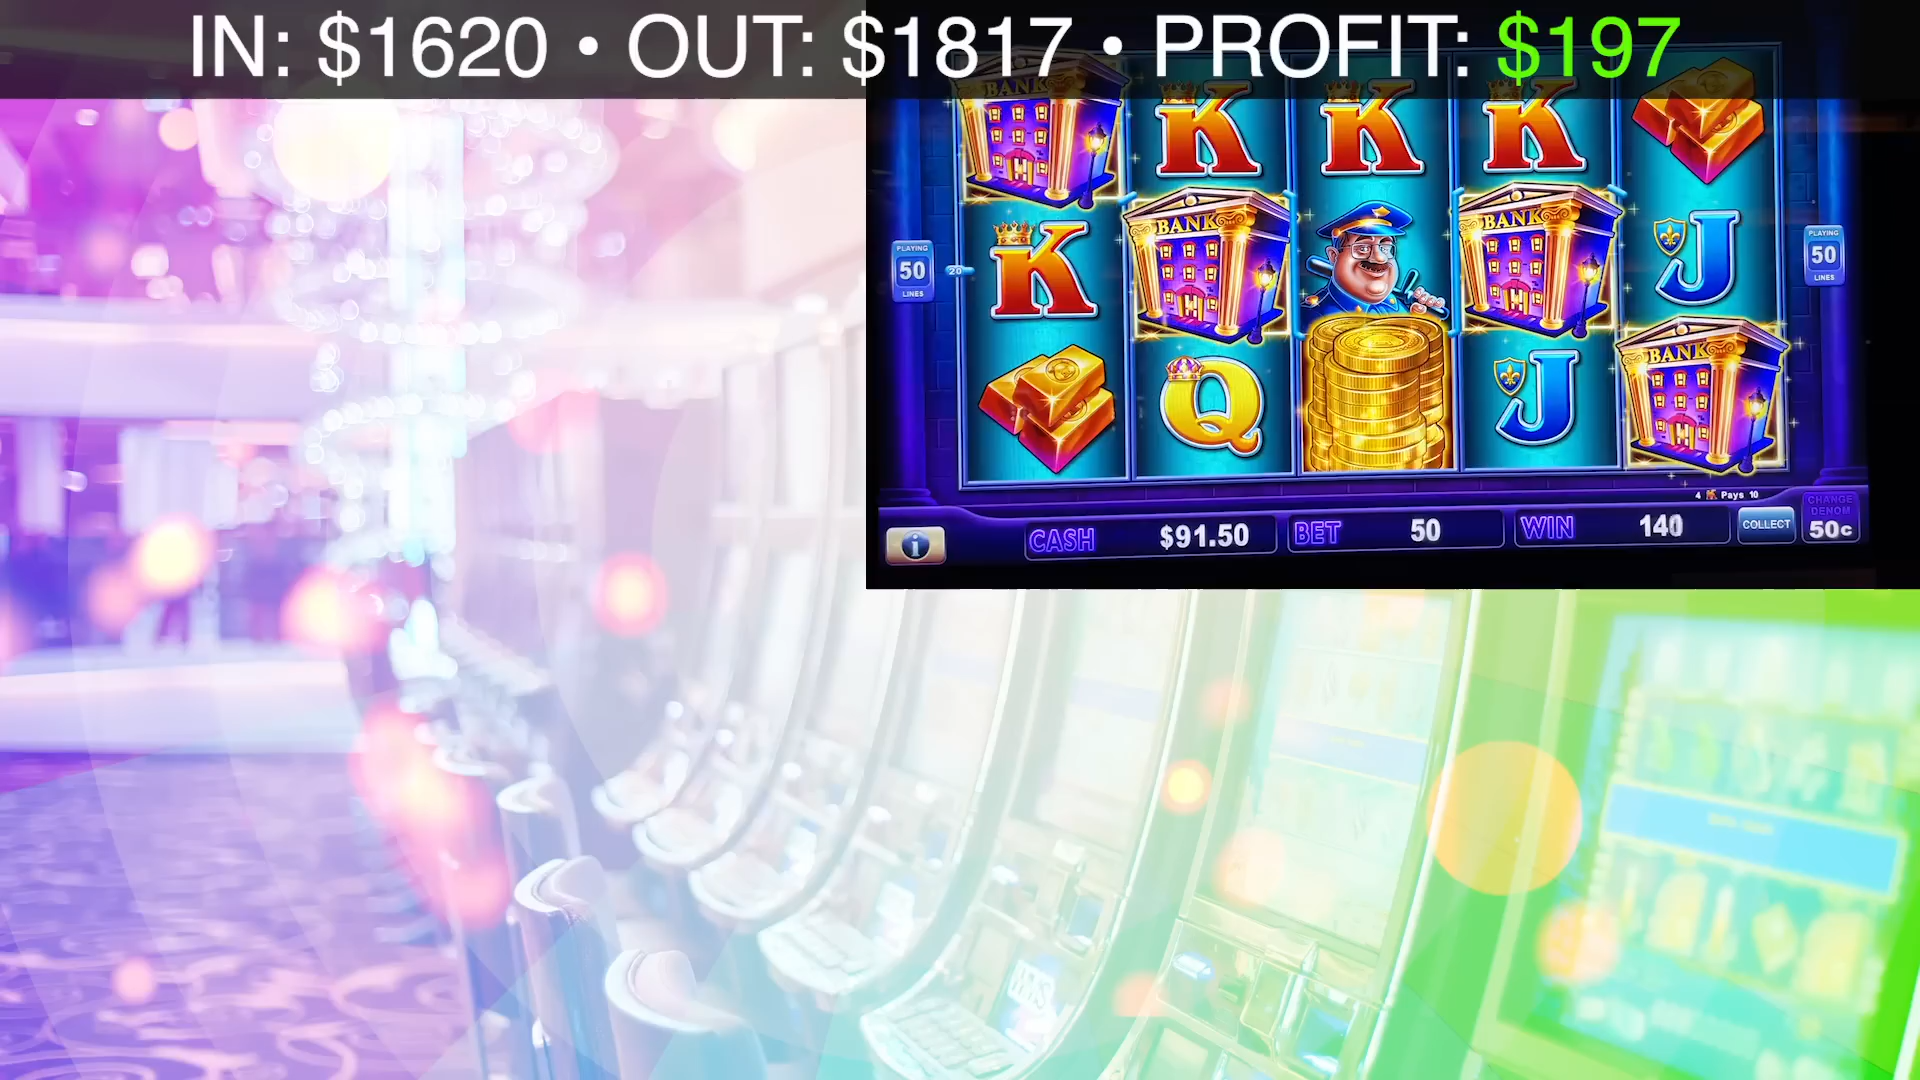 IN: $1620 • OUT: $1817 • PROFIT: $197
BANK K K K
K BANK BANK J
Q J BANK
PLAYING
50
LINES
20
PLAYING
50
LINES
4 Pays 10
CASH $91.50 BET 50 WIN 140 COLLECT
CHANGE
DENOM
50c